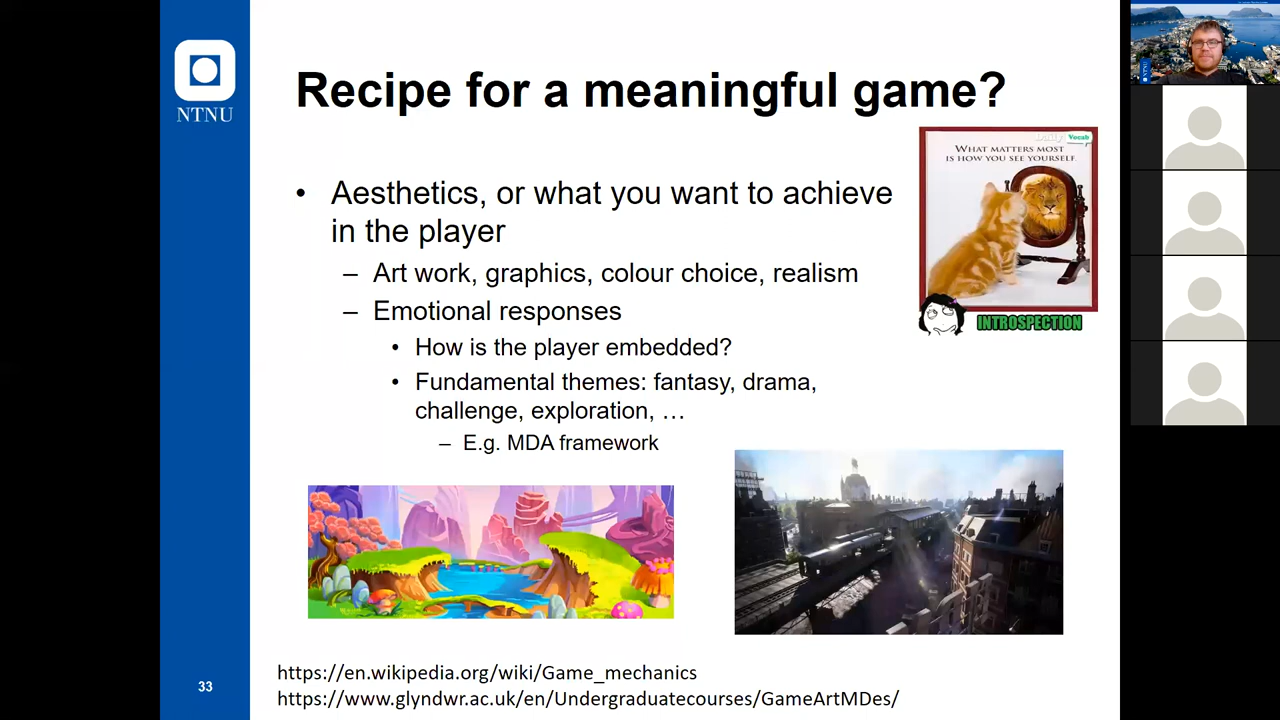 NTNU
Recipe for a meaningful game?
• Aesthetics, or what you want to achieve
in the player
– Art work, graphics, colour choice, realism
– Emotional responses
• How is the player embedded?
• Fundamental themes: fantasy, drama,
challenge, exploration, …
– E.g. MDA framework
Daily Vocab
WHAT MATTERS MOST
IS HOW YOU SEE YOURSELF.
INTROSPECTION
https://en.wikipedia.org/wiki/Game_mechanics
https://www.glyndwr.ac.uk/en/Undergraduatecourses/GameArtMDes/
33